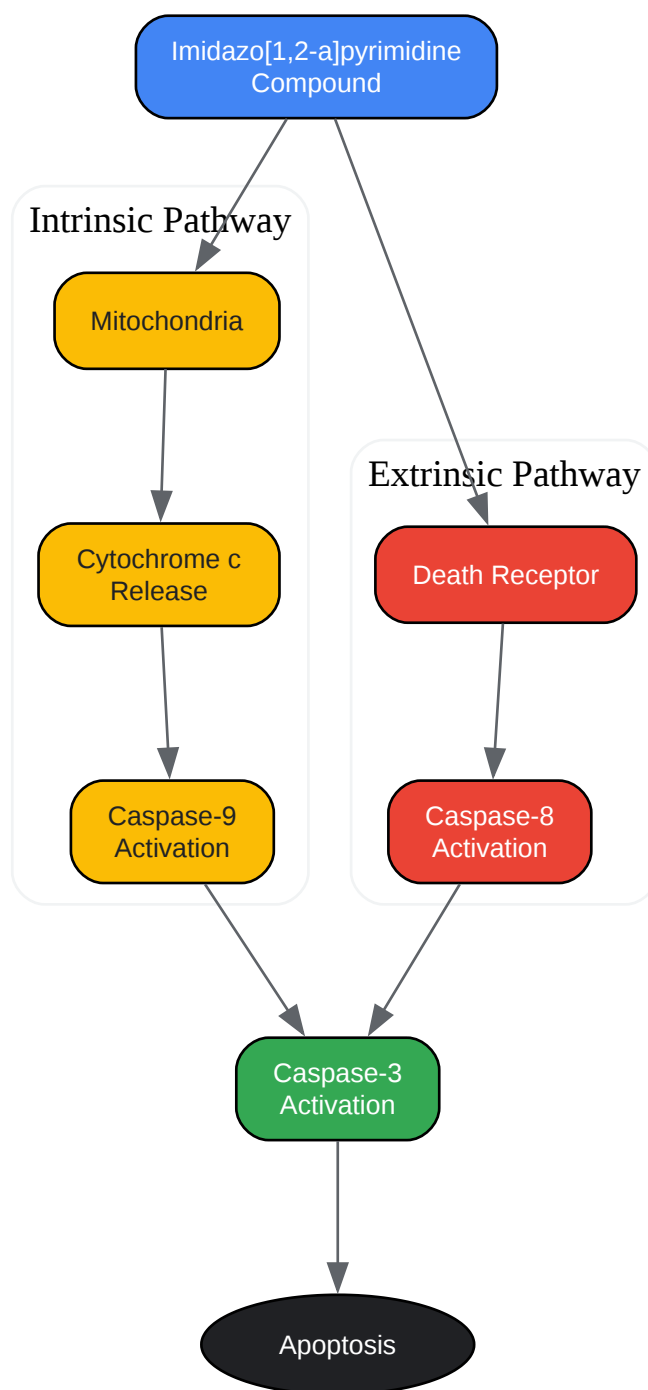 Imidazo[1,2-a]pyrimidine
Compound
Intrinsic Pathway
Mitochondria
Cytochrome c
Release
Caspase-9
Activation
Extrinsic Pathway
Death Receptor
Caspase-8
Activation
Caspase-3
Activation
Apoptosis